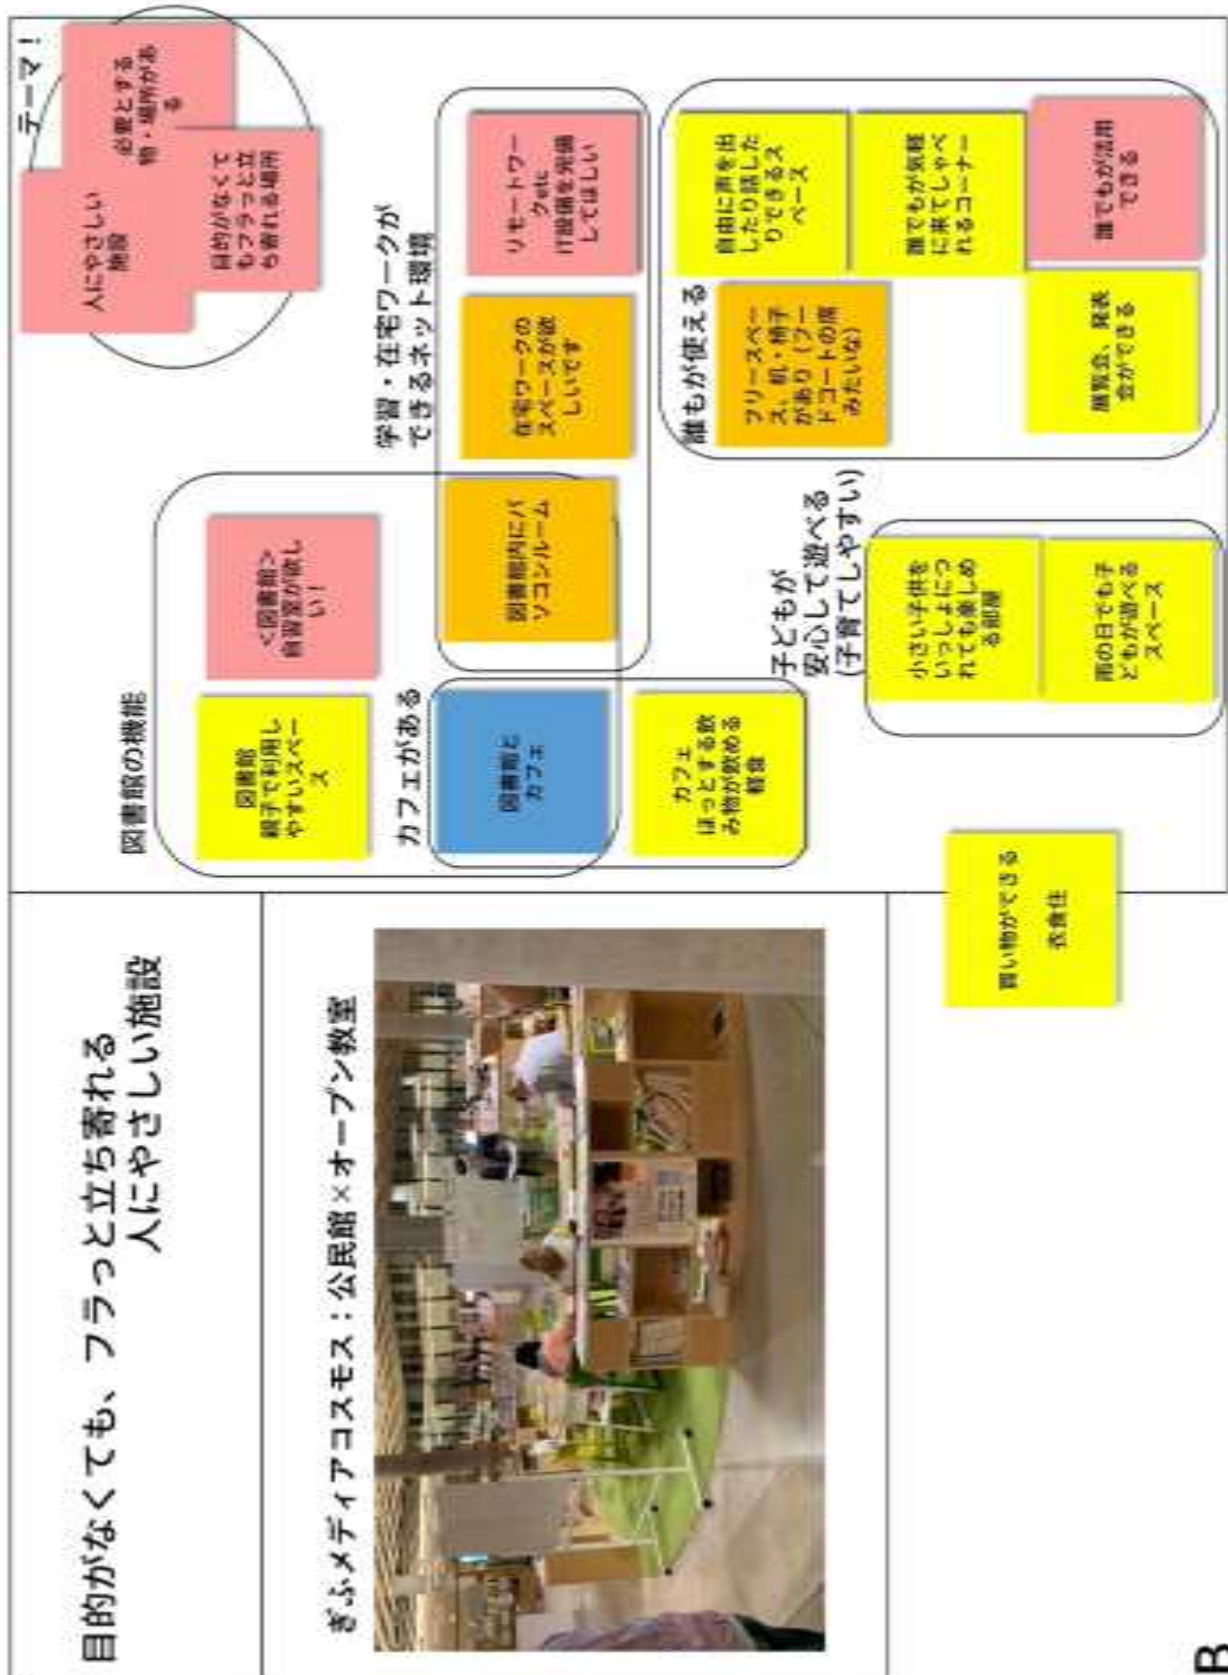 目的がなくても、フラっと立ち寄れる
人にやさしい施設
ぎふメディアコスモス：公民館×オープン教室
B
テーマ！
人にやさしい
施設
必要とする
物・場所があ
る
目的がなくて
もフラっと立
ち寄れる場所
図書館の機能
図書館
親子で利用し
やすいスペー
ス
<図書館>
自習室が欲し
い！
カフェがある
図書館と
カフェ
カフェ
ほっとする飲
み物が飲める
軽食
図書館内にパ
ソコンルーム
学習・在宅ワークが
できるネット環境
在宅ワークの
スペースが欲
しいです
リモートワー
クetc
IT設備を完備
してほしい
誰もが使える
フリースペー
ス、机・椅子
があり（フー
ドコートの席
みたいな）
自由に声を出
したり話した
りできるス
ペース
誰でもが気軽
に来てしゃべ
れるコーナー
展覧会、発表
会ができる
誰でもが活用
できる
子どもが
安心して遊べる
(子育てしやすい)
小さい子供を
いっしょにつ
れても楽しめ
る部屋
雨の日でも子
どもが遊べる
スペース
買い物ができる
衣食住